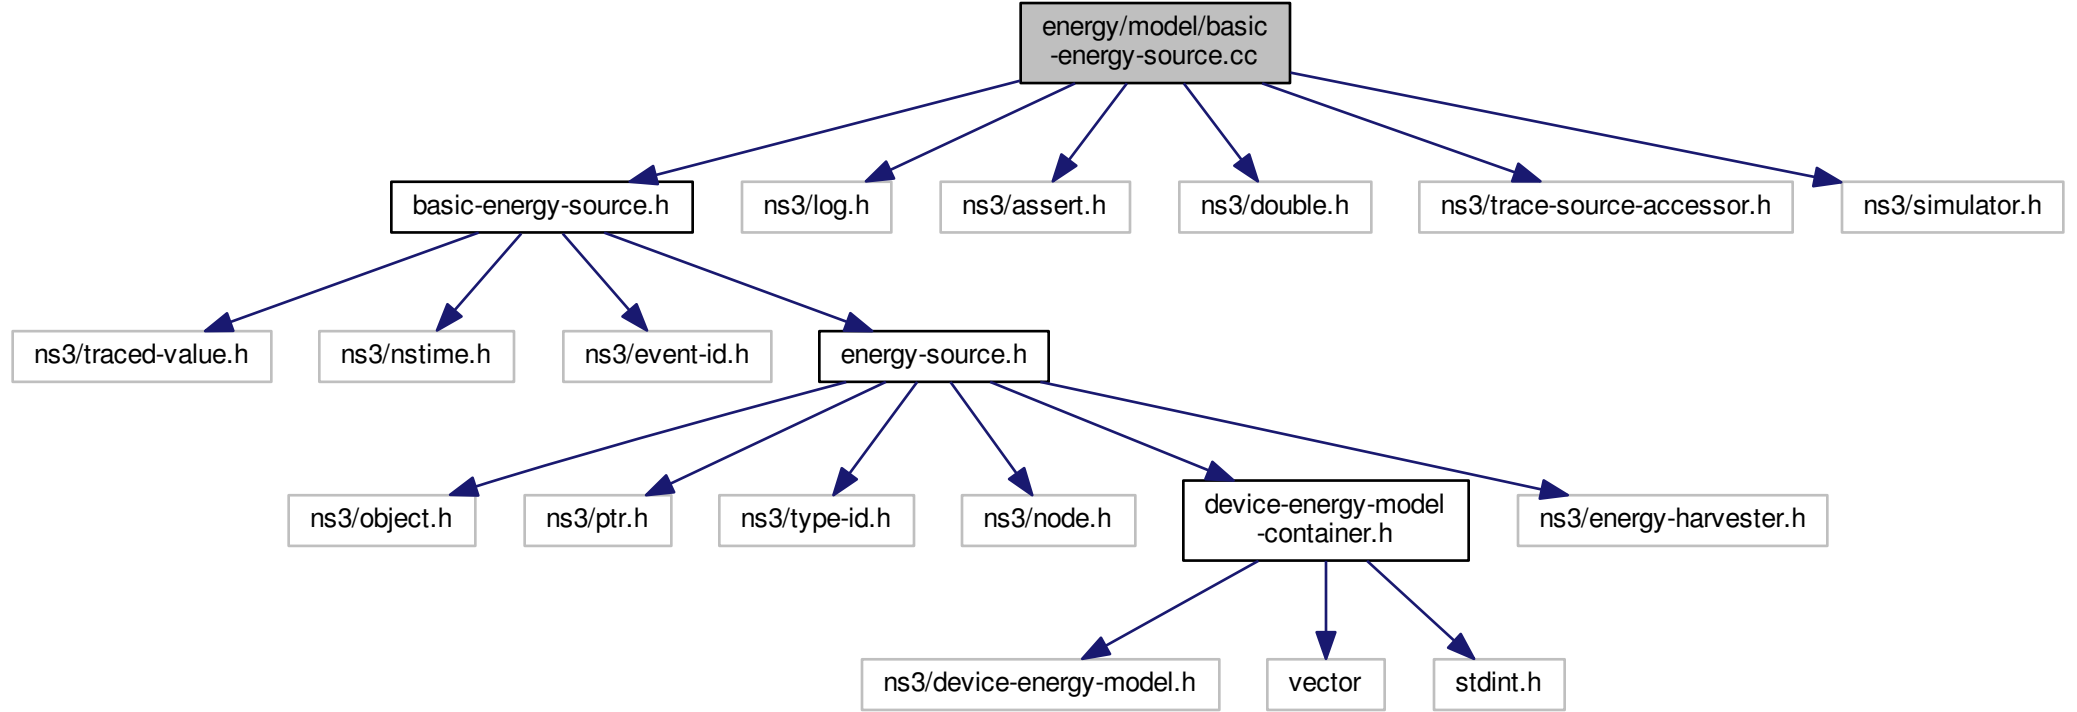 energy/model/basic
-energy-source.cc
basic-energy-source.h
ns3/log.h
ns3/assert.h
ns3/double.h
ns3/trace-source-accessor.h
ns3/simulator.h
ns3/traced-value.h
ns3/nstime.h
ns3/event-id.h
energy-source.h
ns3/object.h
ns3/ptr.h
ns3/type-id.h
ns3/node.h
device-energy-model
-container.h
ns3/energy-harvester.h
ns3/device-energy-model.h
vector
stdint.h